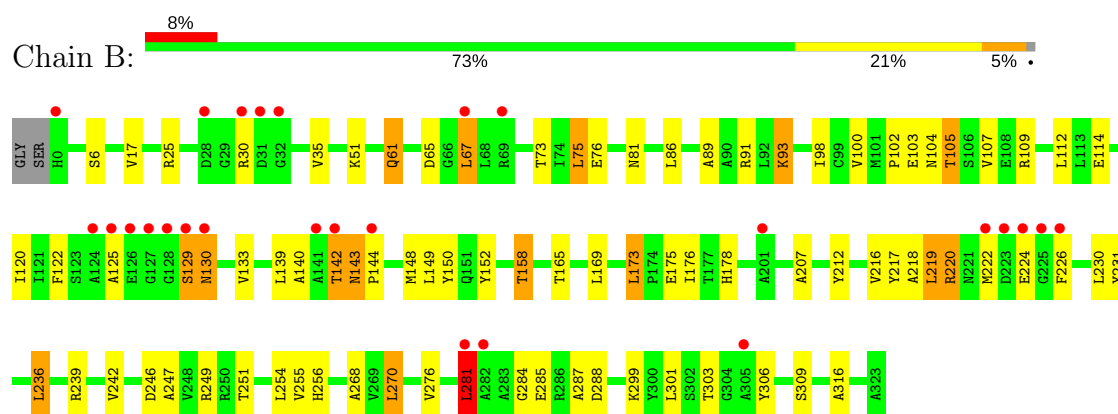 8%
Chain B:
73% 21% 5% •
GLY SER H0 S6 V17 R25 D28 G29 R30 D31 G32 V35 K51 Q61 D65 G66 L67 L68 R69 T73 I74 L75 E76 N81 L86 A89 A90 R91 L92 K93 I98 G99 V100 M101 P102 E103 N104 T105 S106 V107 E108 R109 L112 L113 E114
I120 I121 F122 S123 A124 A125 E126 G127 G128 S129 N130 V133 L139 A140 A141 T142 N143 P144 M148 L149 Y150 Q151 Y152 T158 T165 L169 L173 P174 E175 I176 T177 H178 A201 A207 Y212 V216 Y217 A218 L219 R220 N221 M222 D223 E224 G225 F226 L230 Y231
L236 R239 V242 D246 A247 V248 R249 R250 T251 L254 V255 H256 A268 V269 L270 V276 L281 A282 A283 G284 E285 R286 A287 D288 K299 Y300 L301 S302 T303 G304 A305 Y306 S309 A316 A323